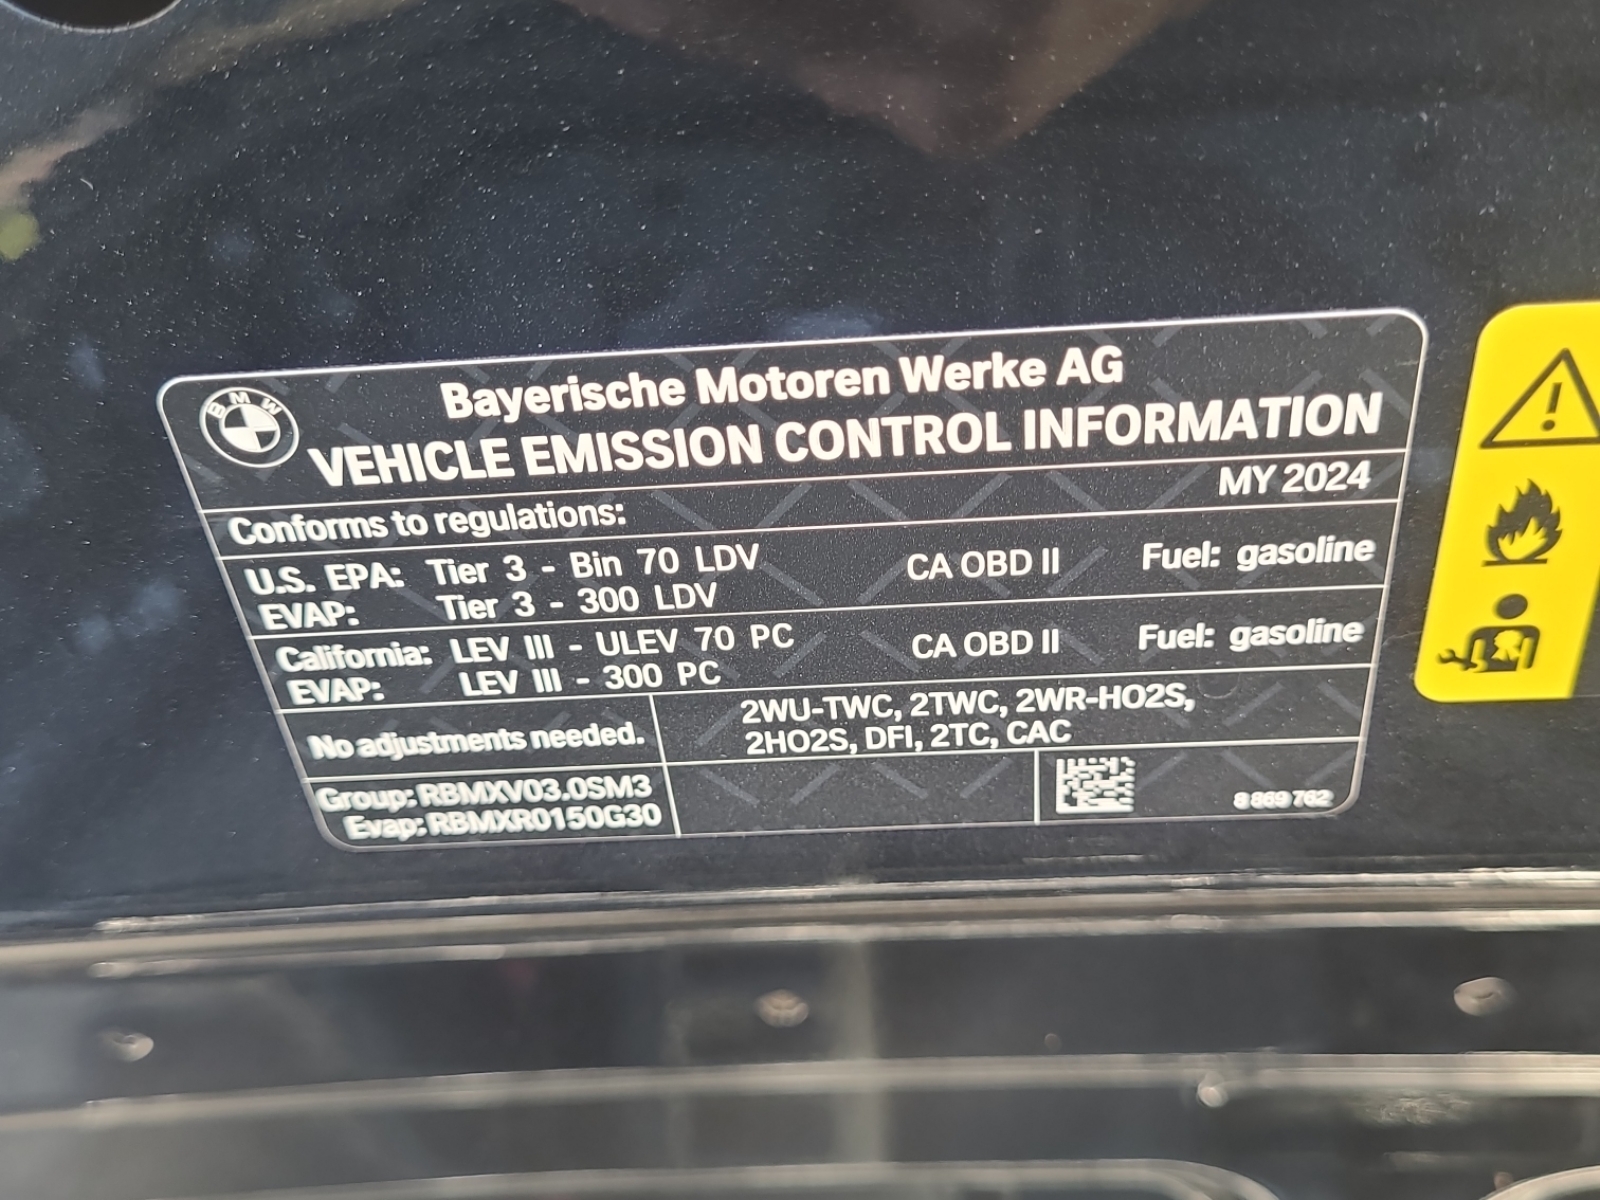 BMW
Bayerische Motoren Werke AG
VEHICLE EMISSION CONTROL INFORMATION
MY 2024
Conforms to regulations:
U.S. EPA: Tier 3 - Bin 70 LDV CA OBD II Fuel: gasoline
EVAP: Tier 3 - 300 LDV
California: LEV III - ULEV 70 PC CA OBD II Fuel: gasoline
EVAP: LEV III - 300 PC
No adjustments needed.
2WU-TWC, 2TWC, 2WR-HO2S,
2HO2S, DFI, 2TC, CAC
Group: RBMXV03.0SM3
Evap: RBMXR0150G30
8 869 762